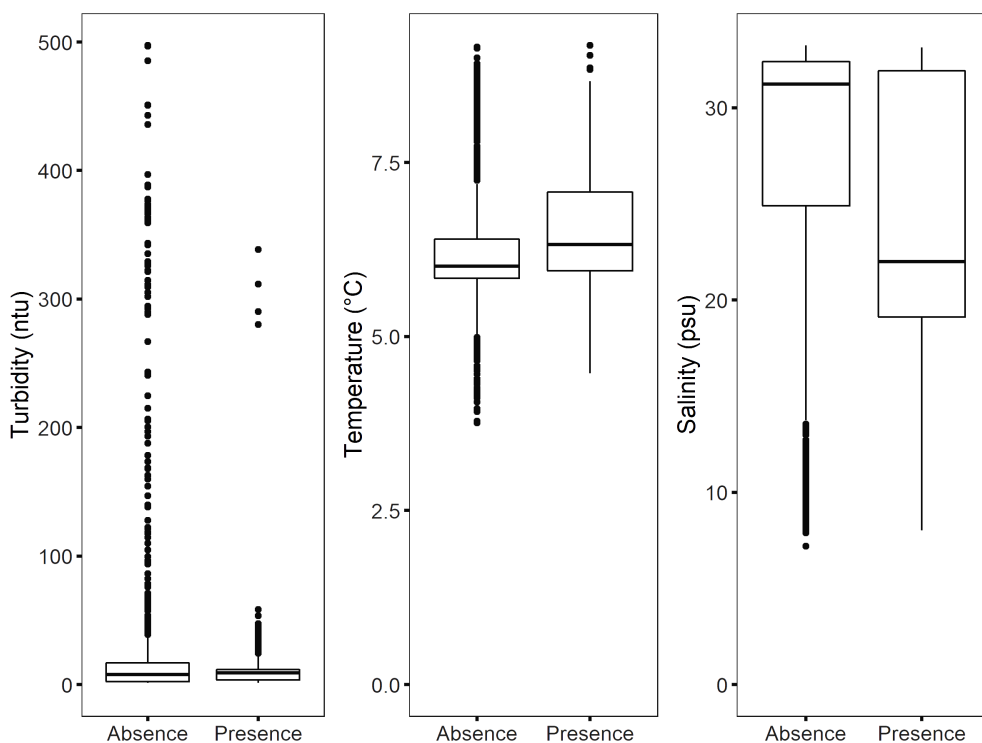 Turbidity (ntu)
500
400
300
200
100
0
Absence Presence
Temperature (°C)
7.5
5.0
2.5
0.0
Absence Presence
Salinity (psu)
30
20
10
0
Absence Presence